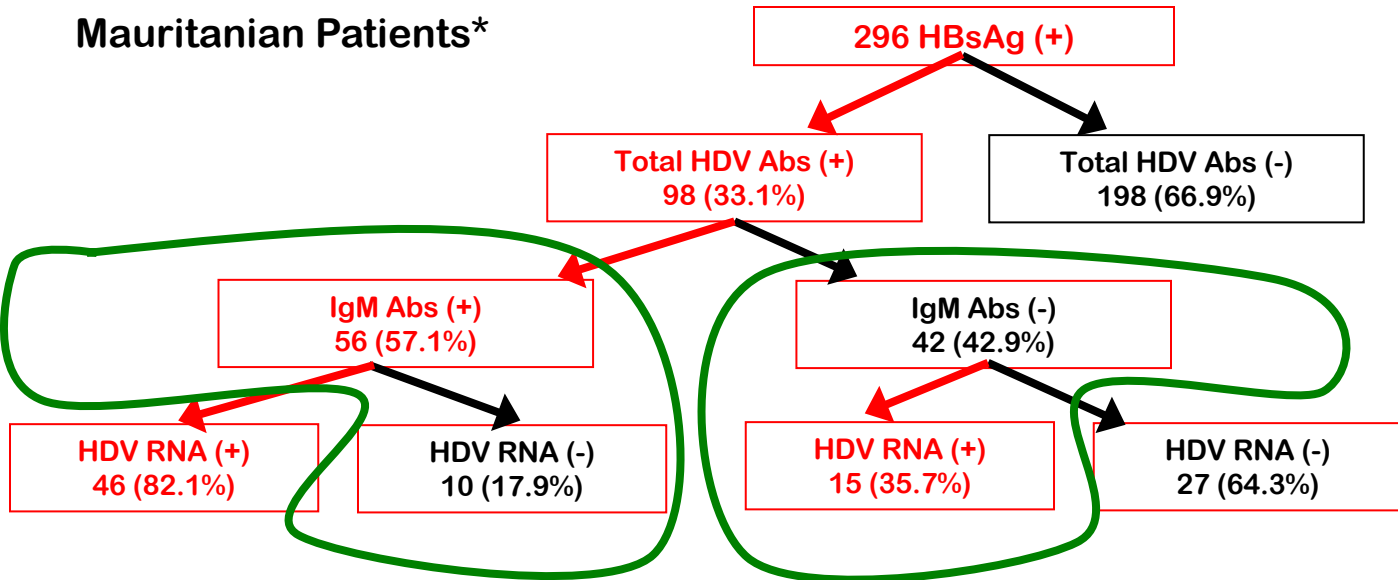 Mauritanian Patients*
296 HBsAg (+)
Total HDV Abs (+)
98 (33.1%)
Total HDV Abs (-)
198 (66.9%)
IgM Abs (+)
56 (57.1%)
IgM Abs (-)
42 (42.9%)
HDV RNA (+)
46 (82.1%)
HDV RNA (-)
10 (17.9%)
HDV RNA (+)
15 (35.7%)
HDV RNA (-)
27 (64.3%)